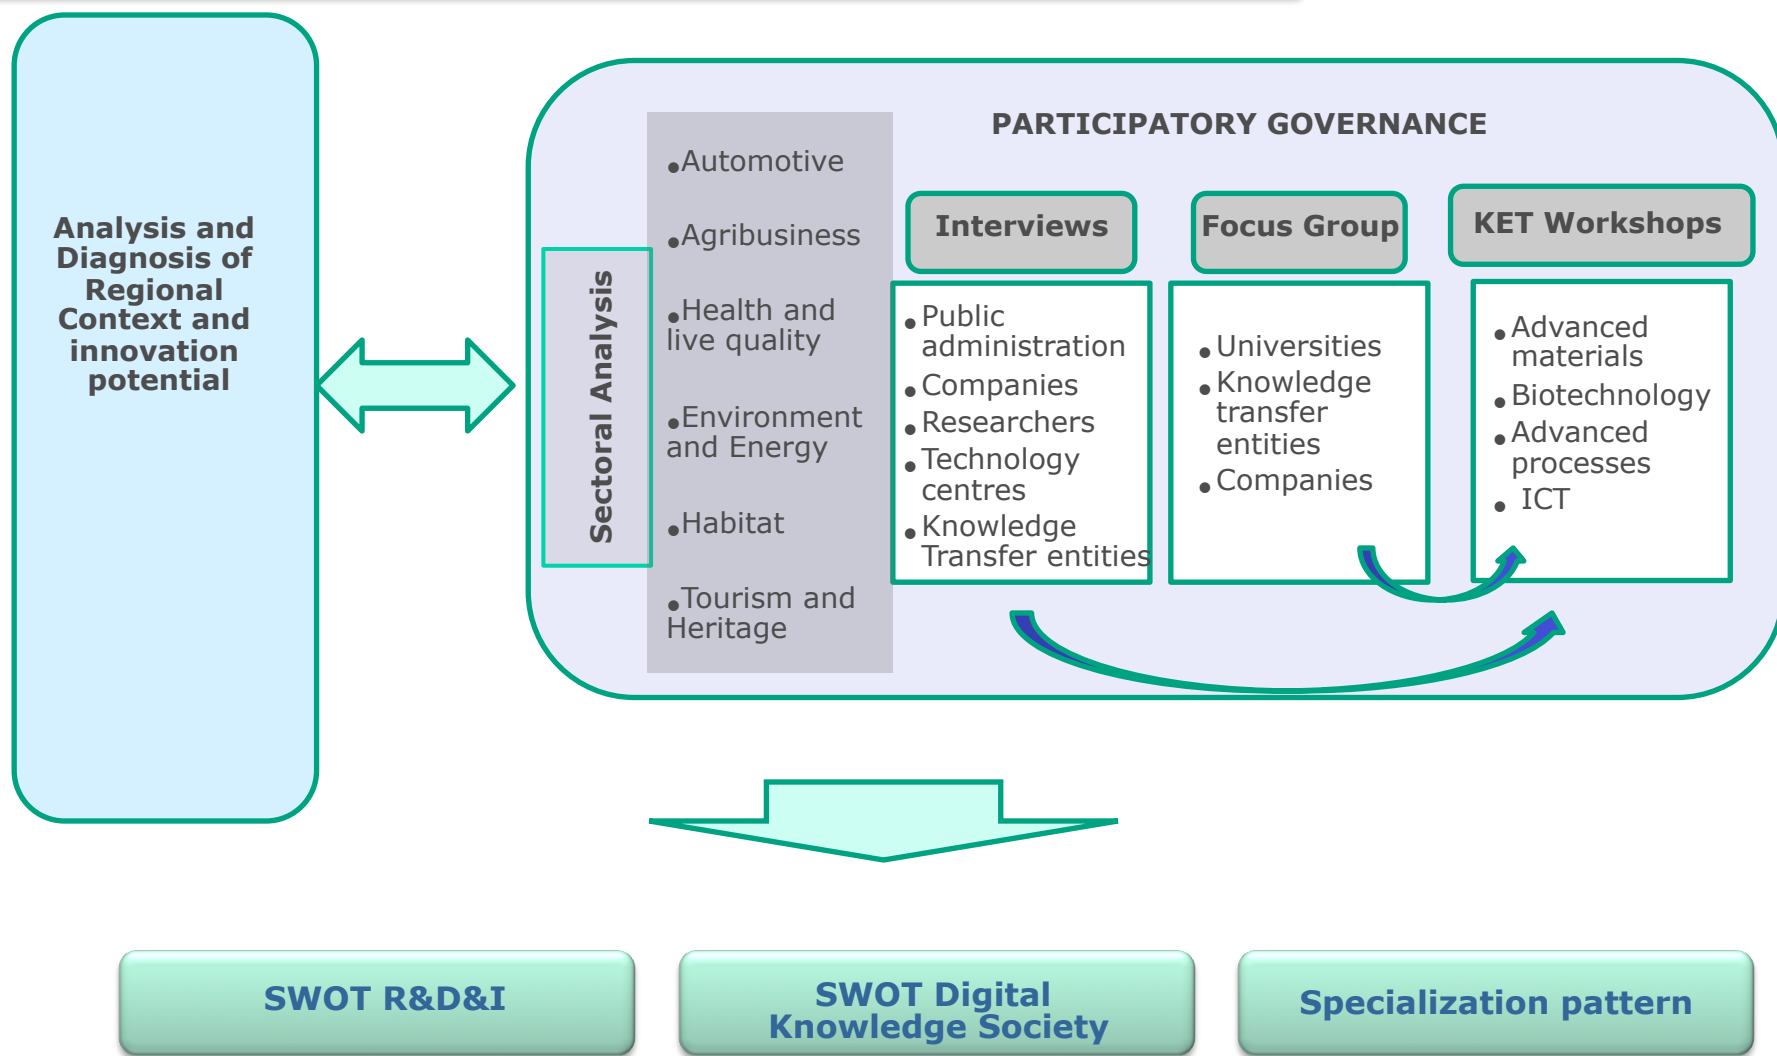 Analysis and
Diagnosis of
Regional
Context and
innovation
potential
PARTICIPATORY GOVERNANCE
Sectoral Analysis
•Automotive
•Agribusiness
•Health and
live quality
•Environment
and Energy
•Habitat
•Tourism and
Heritage
Interviews
• Public
administration
• Companies
• Researchers
• Technology
centres
• Knowledge
Transfer entities
Focus Group
• Universities
• Knowledge
transfer
entities
• Companies
KET Workshops
• Advanced
materials
• Biotechnology
• Advanced
processes
• ICT
SWOT R&D&I
SWOT Digital
Knowledge Society
Specialization pattern